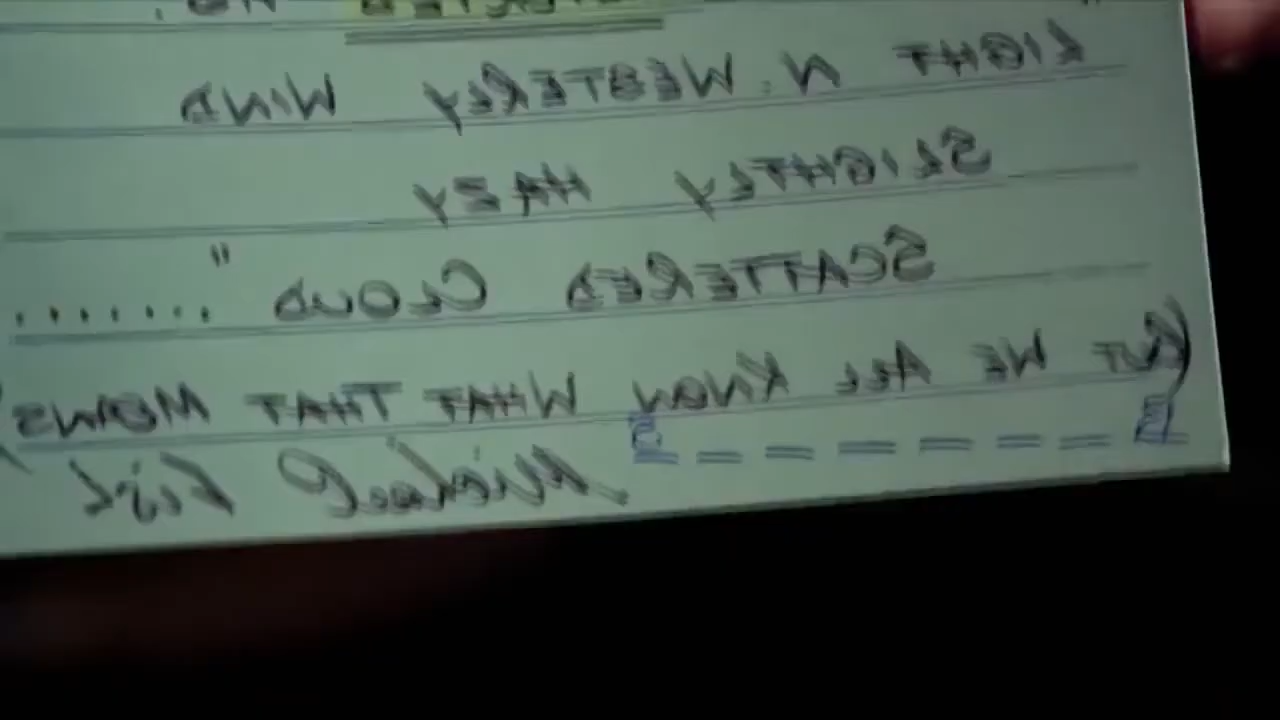 LIGHT N. WESTERLY WIND
SLIGHTLY HAZY
SCATTERED CLOUD ".......
(BUT WE ALL KNOW WHAT THAT MEANS)
Michael Fish